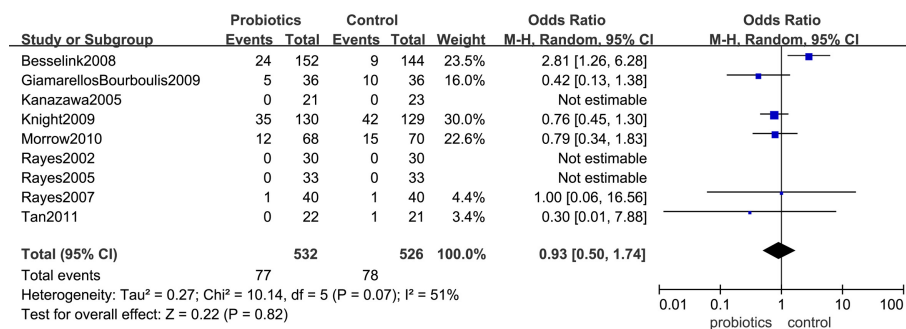 Probiotics Control Odds Ratio Odds Ratio
Study or Subgroup Events Total Events Total Weight M-H, Random, 95% CI M-H, Random, 95% CI
Besselink2008 24 152 9 144 23.5% 2.81 [1.26, 6.28]
GiamarellosBourboulis2009 5 36 10 36 16.0% 0.42 [0.13, 1.38]
Kanazawa2005 0 21 0 23 Not estimable
Knight2009 35 130 42 129 30.0% 0.76 [0.45, 1.30]
Morrow2010 12 68 15 70 22.6% 0.79 [0.34, 1.83]
Rayes2002 0 30 0 30 Not estimable
Rayes2005 0 33 0 33 Not estimable
Rayes2007 1 40 1 40 4.4% 1.00 [0.06, 16.56]
Tan2011 0 22 1 21 3.4% 0.30 [0.01, 7.88]
Total (95% CI) 532 526 100.0% 0.93 [0.50, 1.74]
Total events 77 78
Heterogeneity: Tau² = 0.27; Chi² = 10.14, df = 5 (P = 0.07); I² = 51%
Test for overall effect: Z = 0.22 (P = 0.82)
0.01 0.1 1 10 100
probiotics control